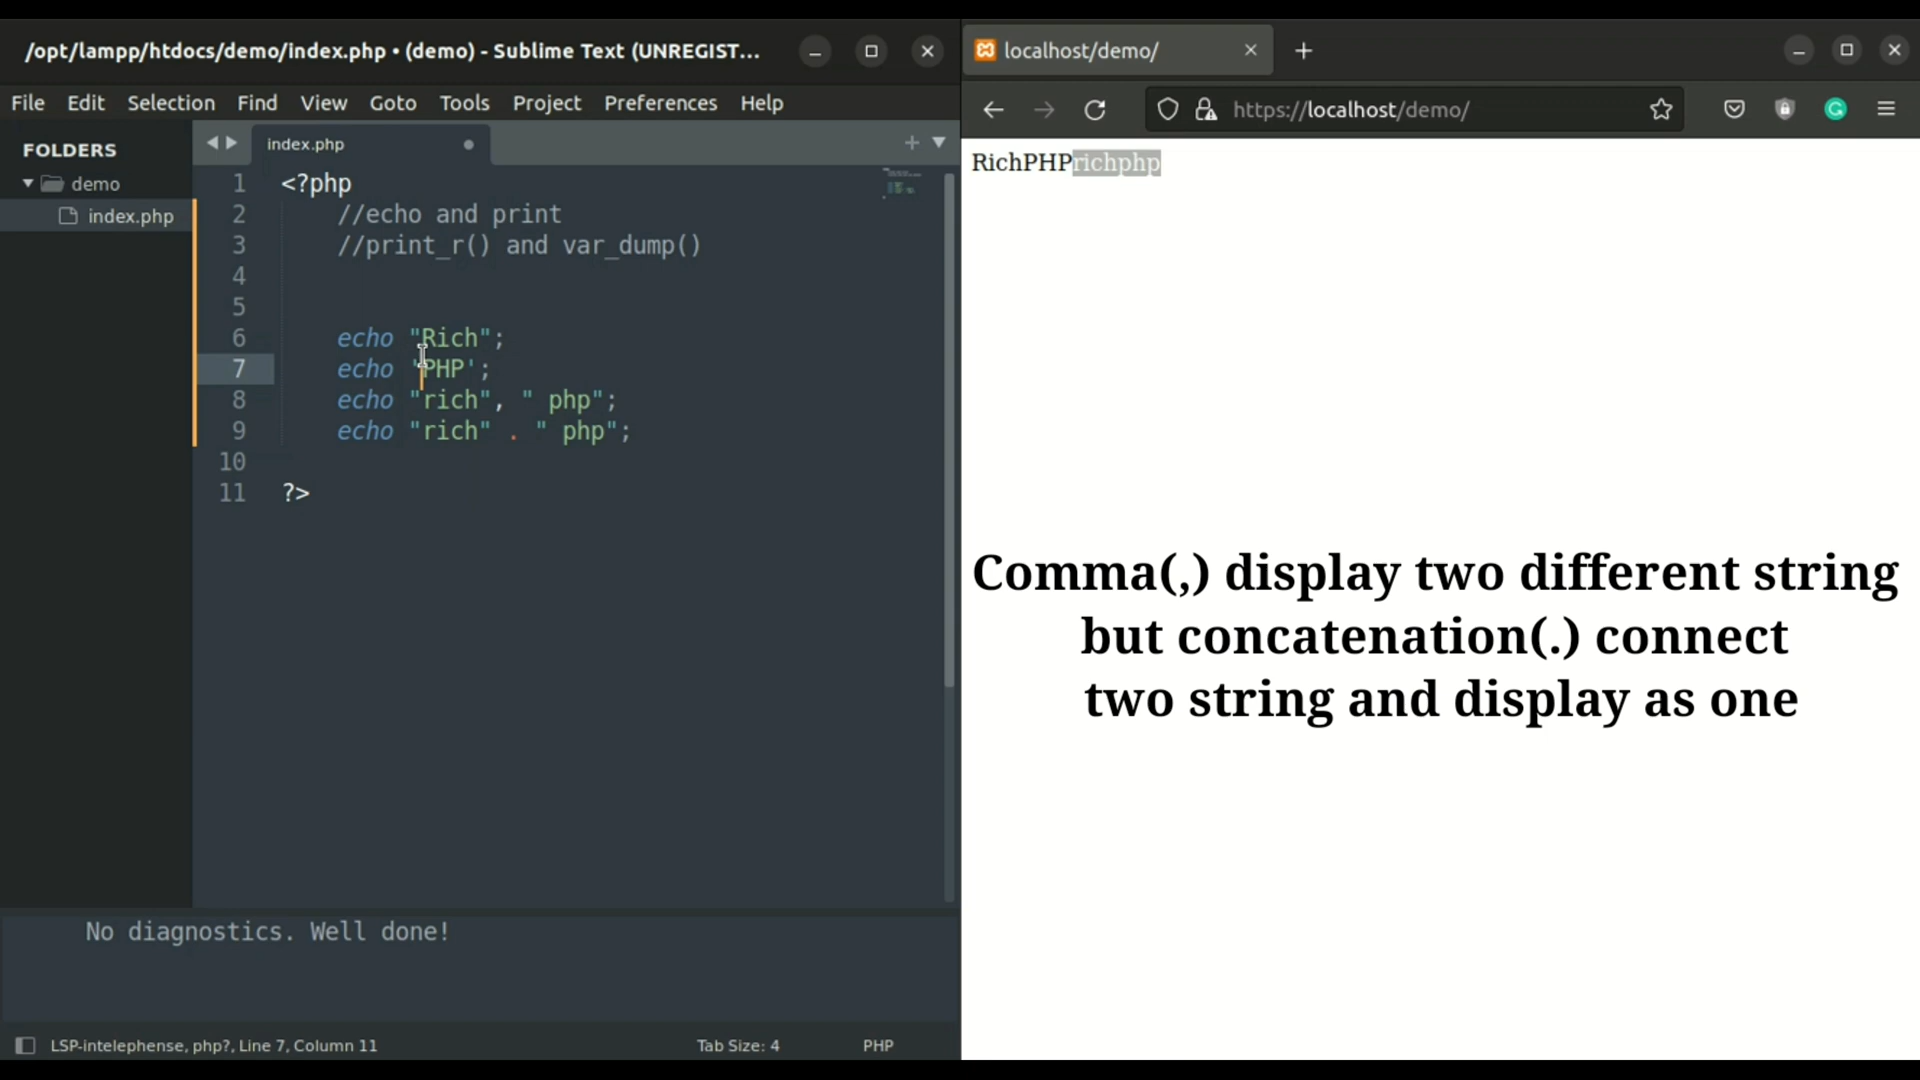 /opt/lampp/htdocs/demo/index.php • (demo) - Sublime Text (UNREGIST...
File Edit Selection Find View Goto Tools Project Preferences Help
FOLDERS
demo
index.php
index.php
1 <?php
2 //echo and print
3 //print_r() and var_dump()
4
5
6 echo "Rich";
7 echo 'PHP';
8 echo "rich", " php";
9 echo "rich" . " php";
10
11 ?>
No diagnostics. Well done!
LSP-intelephense, php?, Line 7, Column 11 Tab Size: 4 PHP
localhost/demo/
https://localhost/demo/
RichPHPrichphp
Comma(,) display two different string
but concatenation(.) connect
two string and display as one